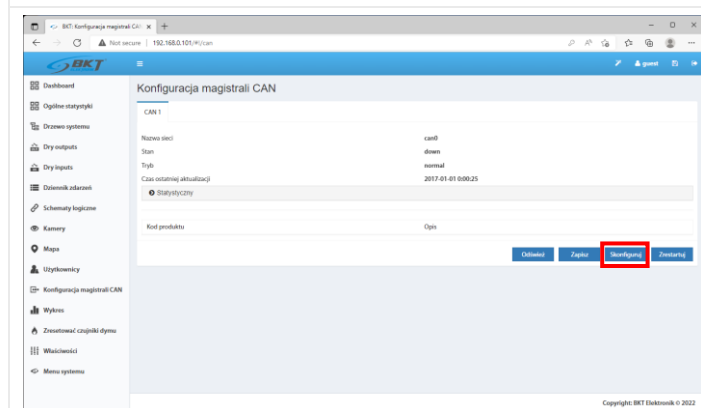 BKT: Konfiguracja magistrali CAN
Not secure | 192.168.0.101/#/can
BKT
guest
Dashboard
Ogólne statystyki
Drzewo systemu
Dry outputs
Dry inputs
Dziennik zdarzeń
Schematy logiczne
Kamery
Mapa
Użytkownicy
Konfiguracja magistrali CAN
Wykres
Zresetować czujniki dymu
Właściwości
Menu systemu
Konfiguracja magistrali CAN
CAN 1
Nazwa sieci can0
Stan down
Tryb normal
Czas ostatniej aktualizacji 2017-01-01 0:00:25
Statystyczny
Kod produktu Opis
Odśwież Zapisz Skonfiguruj Zrestartuj
Copyright: BKT Elektronik © 2022